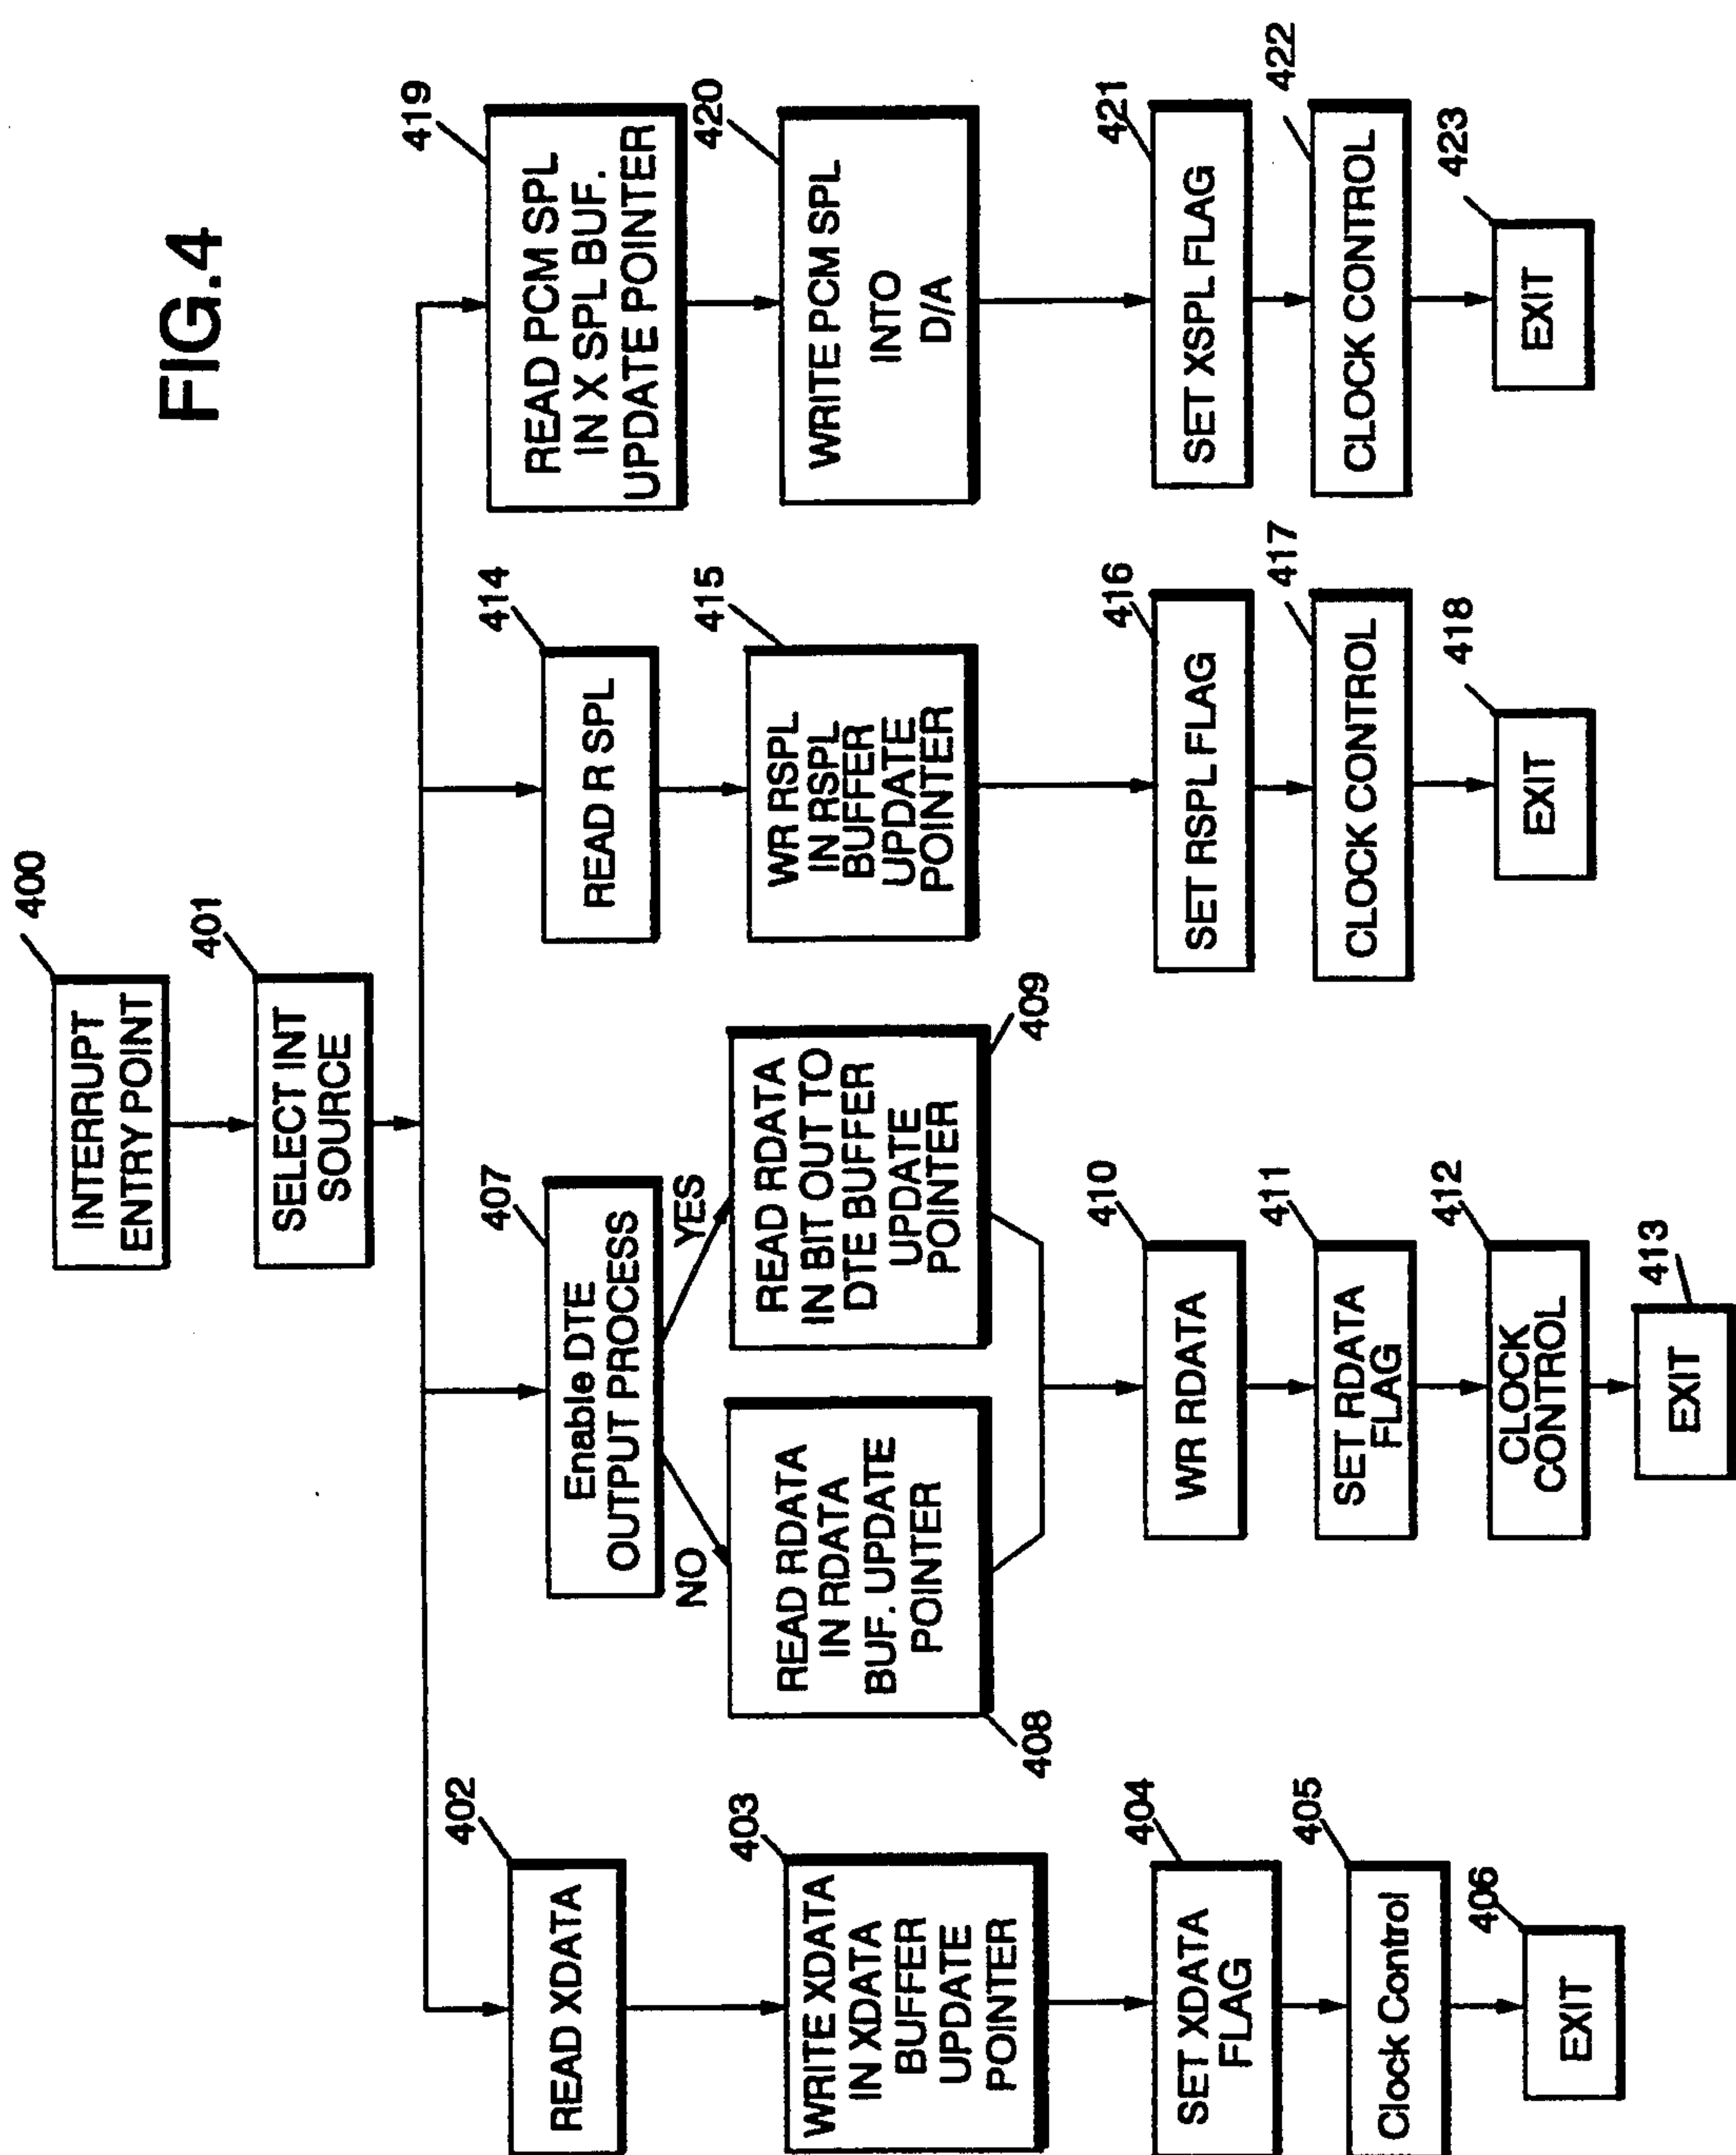 FIG.4
400
INTERRUPT
ENTRY POINT
401
SELECT INT
SOURCE
402
READ XDATA
403
WRITE XDATA
IN XDATA
BUFFER
UPDATE
POINTER
404
SET XDATA
FLAG
405
Clock Control
406
EXIT
407
Enable DTE
OUTPUT PROCESS
NO
YES
READ RDATA
IN RDATA
BUF. UPDATE
POINTER
408
READ RDATA
IN BIT OUT TO
DTE BUFFER
UPDATE
POINTER
409
410
WR RDATA
411
SET RDATA
FLAG
412
CLOCK
CONTROL
413
EXIT
414
READ R SPL
415
WR RSPL
IN RSPL
BUFFER
UPDATE
POINTER
416
SET RSPL FLAG
417
CLOCK CONTROL
418
EXIT
419
READ PCM SPL
IN X SPL BUF.
UPDATE POINTER
420
WRITE PCM SPL
INTO
D/A
421
SET XSPL FLAG
422
CLOCK CONTROL
423
EXIT